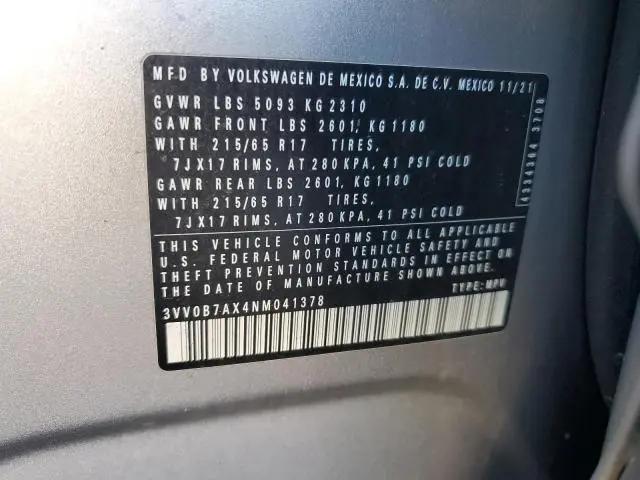 MFD BY VOLKSWAGEN DE MEXICO S.A. DE C.V. MEXICO 11/21
GVWR LBS 5093 KG 2310
GAWR FRONT LBS 2601, KG 1180
WITH 215/65 R17 TIRES,
7JX17 RIMS, AT 280 KPA, 41 PSI COLD
GAWR REAR LBS 2601, KG 1180
WITH 215/65 R17 TIRES,
7JX17 RIMS, AT 280 KPA, 41 PSI COLD
THIS VEHICLE CONFORMS TO ALL APPLICABLE
U.S. FEDERAL MOTOR VEHICLE SAFETY AND
THEFT PREVENTION STANDARDS IN EFFECT ON
THE DATE OF MANUFACTURE SHOWN ABOVE.
TYPE: MPV
3VV0B7AX4NM041378
4334364 3708